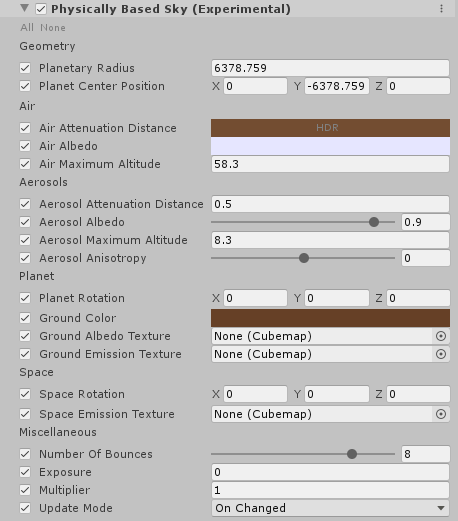 Physically Based Sky (Experimental)
All None
Geometry
Planetary Radius 6378.759
Planet Center Position X 0 Y -6378.759 Z 0
Air
Air Attenuation Distance HDR
Air Albedo
Air Maximum Altitude 58.3
Aerosols
Aerosol Attenuation Distance 0.5
Aerosol Albedo 0.9
Aerosol Maximum Altitude 8.3
Aerosol Anisotropy 0
Planet
Planet Rotation X 0 Y 0 Z 0
Ground Color
Ground Albedo Texture None (Cubemap)
Ground Emission Texture None (Cubemap)
Space
Space Rotation X 0 Y 0 Z 0
Space Emission Texture None (Cubemap)
Miscellaneous
Number Of Bounces 8
Exposure 0
Multiplier 1
Update Mode On Changed